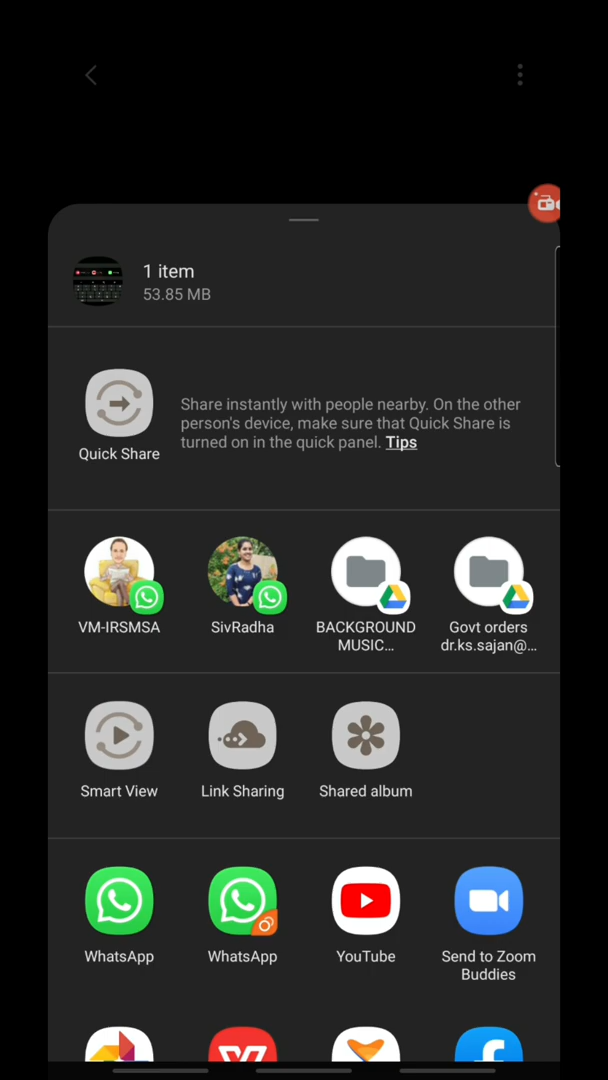 1 item
53.85 MB
Share instantly with people nearby. On the other
person's device, make sure that Quick Share is
turned on in the quick panel. Tips
Quick Share
VM-IRSMSA
SivRadha
BACKGROUND
MUSIC...
Govt orders
dr.ks.sajan@...
Smart View
Link Sharing
Shared album
WhatsApp
WhatsApp
YouTube
Send to Zoom
Buddies